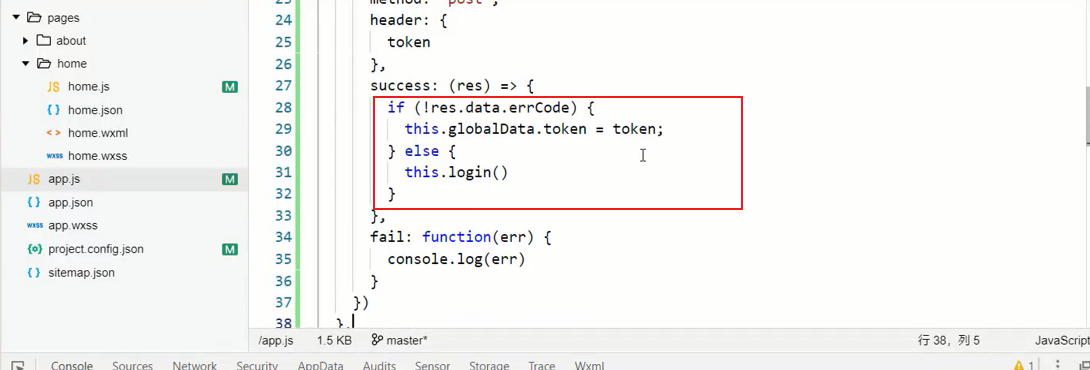 pages
about
home
JS home.js M
{ } home.json
<> home.wxml
wxss home.wxss
JS app.js M
{ } app.json
wxss app.wxss
{o} project.config.json M
{ } sitemap.json
24 header: {
25 token
26 },
27 success: (res) => {
28 if (!res.data.errCode) {
29 this.globalData.token = token;
30 } else {
31 this.login()
32 }
33 },
34 fail: function(err) {
35 console.log(err)
36 }
37 })
38 },
/app.js 1.5 KB master* 行 38，列 5 JavaScript
Console Sources Network Security AppData Audits Sensor Storage Trace Wxml 1